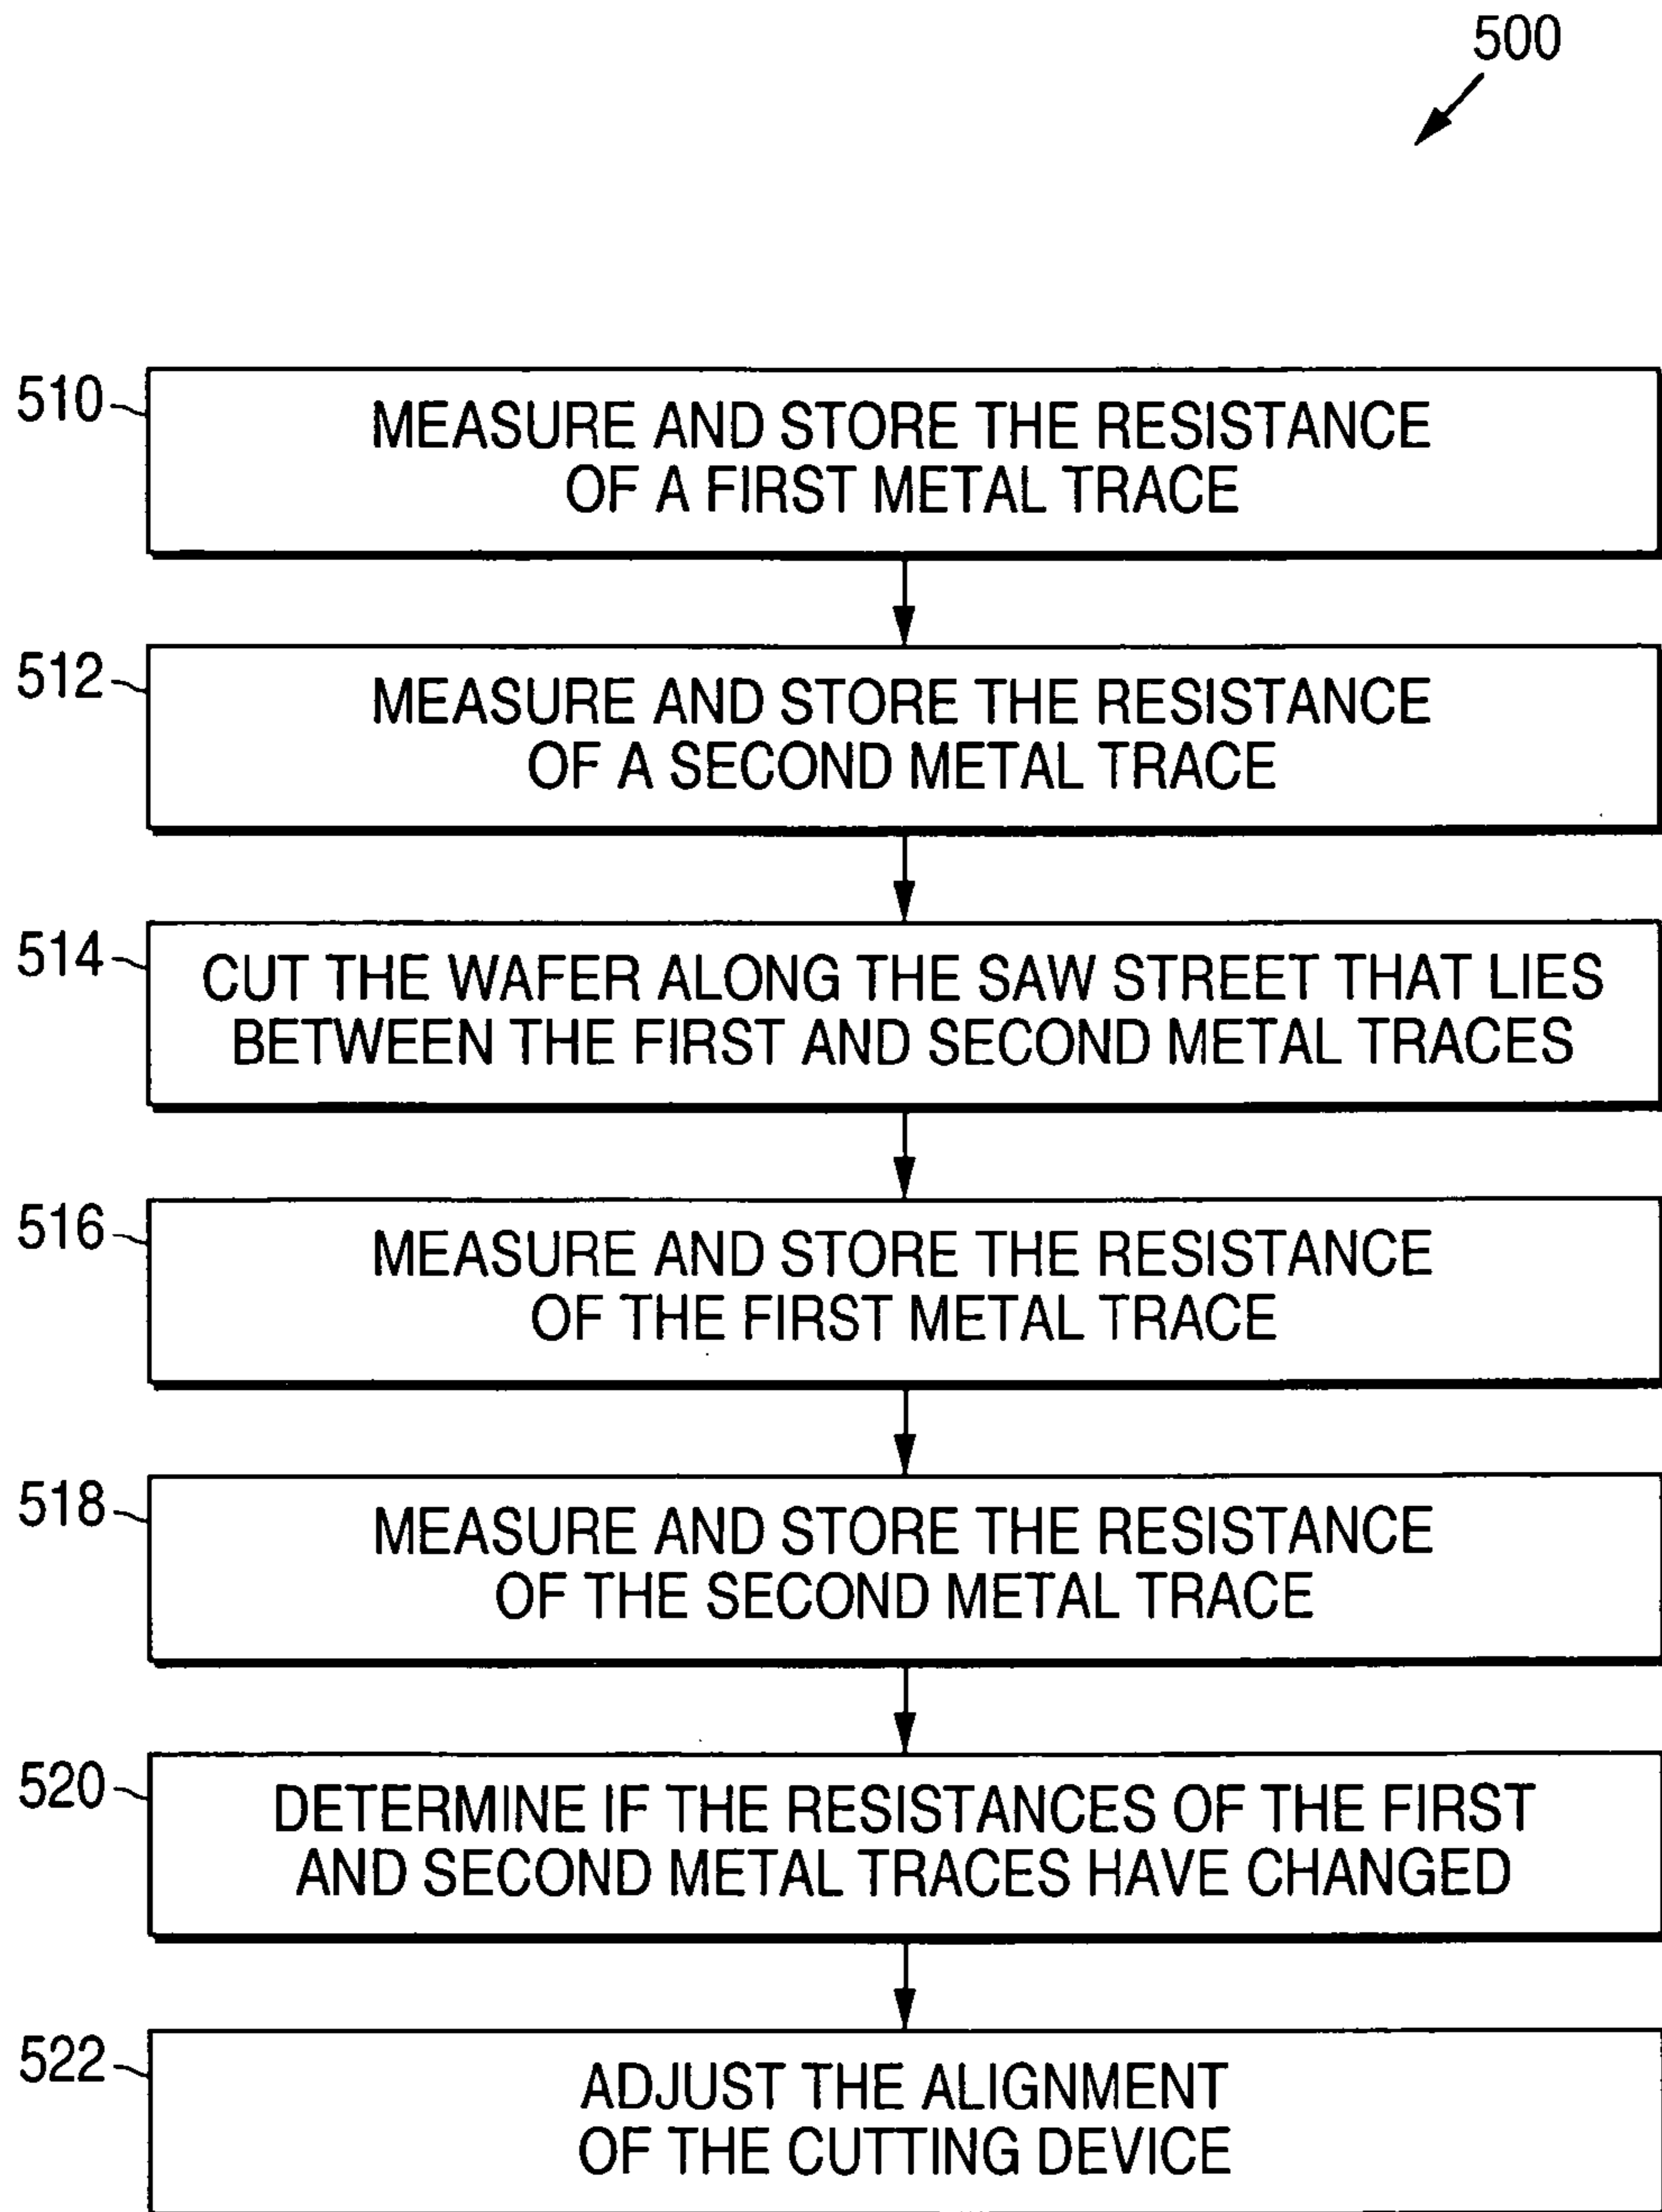 500
510
MEASURE AND STORE THE RESISTANCE
OF A FIRST METAL TRACE
512
MEASURE AND STORE THE RESISTANCE
OF A SECOND METAL TRACE
514
CUT THE WAFER ALONG THE SAW STREET THAT LIES
BETWEEN THE FIRST AND SECOND METAL TRACES
516
MEASURE AND STORE THE RESISTANCE
OF THE FIRST METAL TRACE
518
MEASURE AND STORE THE RESISTANCE
OF THE SECOND METAL TRACE
520
DETERMINE IF THE RESISTANCES OF THE FIRST
AND SECOND METAL TRACES HAVE CHANGED
522
ADJUST THE ALIGNMENT
OF THE CUTTING DEVICE